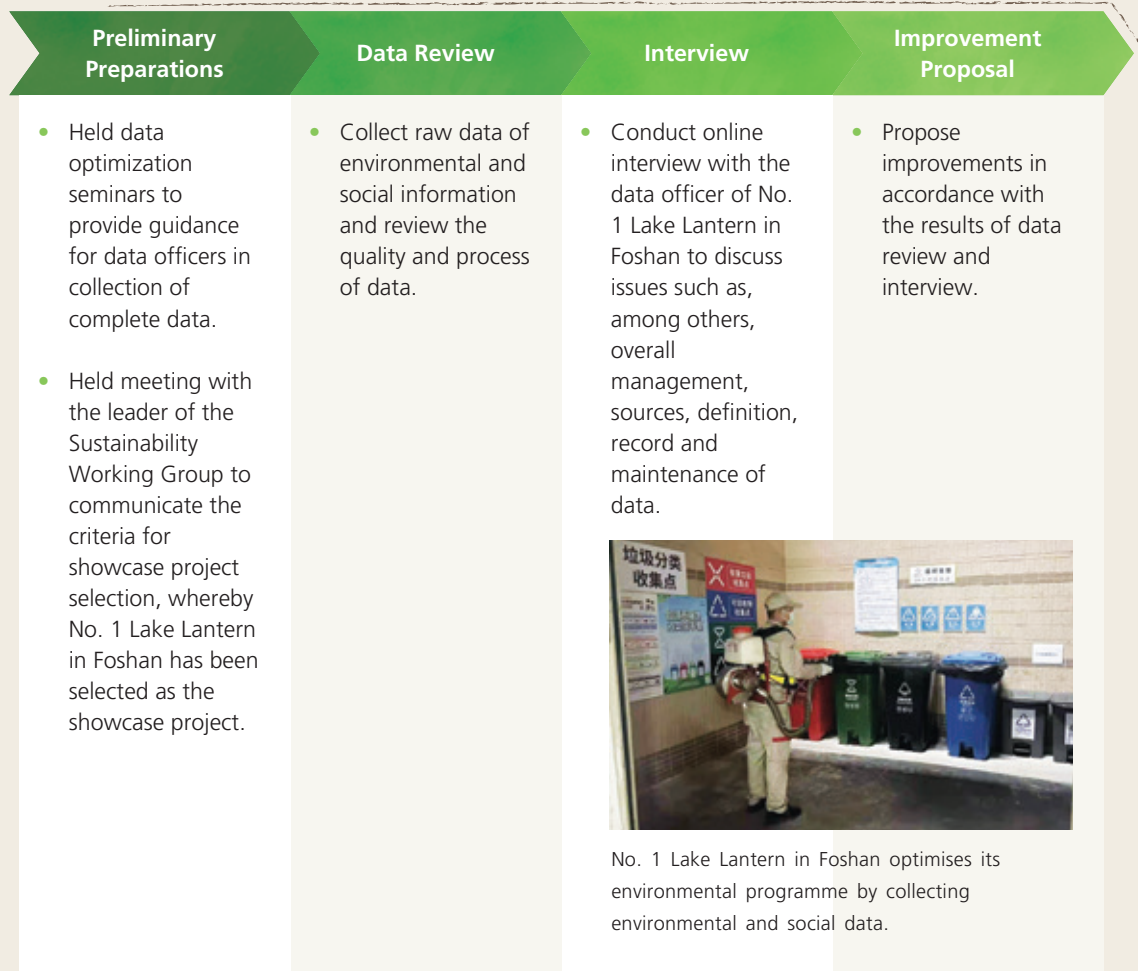 Preliminary
Preparations
Data Review
Interview
Improvement
Proposal
• Held data
optimization
seminars to
provide guidance
for data officers in
collection of
complete data.
• Held meeting with
the leader of the
Sustainability
Working Group to
communicate the
criteria for
showcase project
selection, whereby
No. 1 Lake Lantern
in Foshan has been
selected as the
showcase project.
• Collect raw data of
environmental and
social information
and review the
quality and process
of data.
• Conduct online
interview with the
data officer of No.
1 Lake Lantern in
Foshan to discuss
issues such as,
among others,
overall
management,
sources, definition,
record and
maintenance of
data.
• Propose
improvements in
accordance with
the results of data
review and
interview.
垃圾分类
收集点
No. 1 Lake Lantern in Foshan optimises its
environmental programme by collecting
environmental and social data.